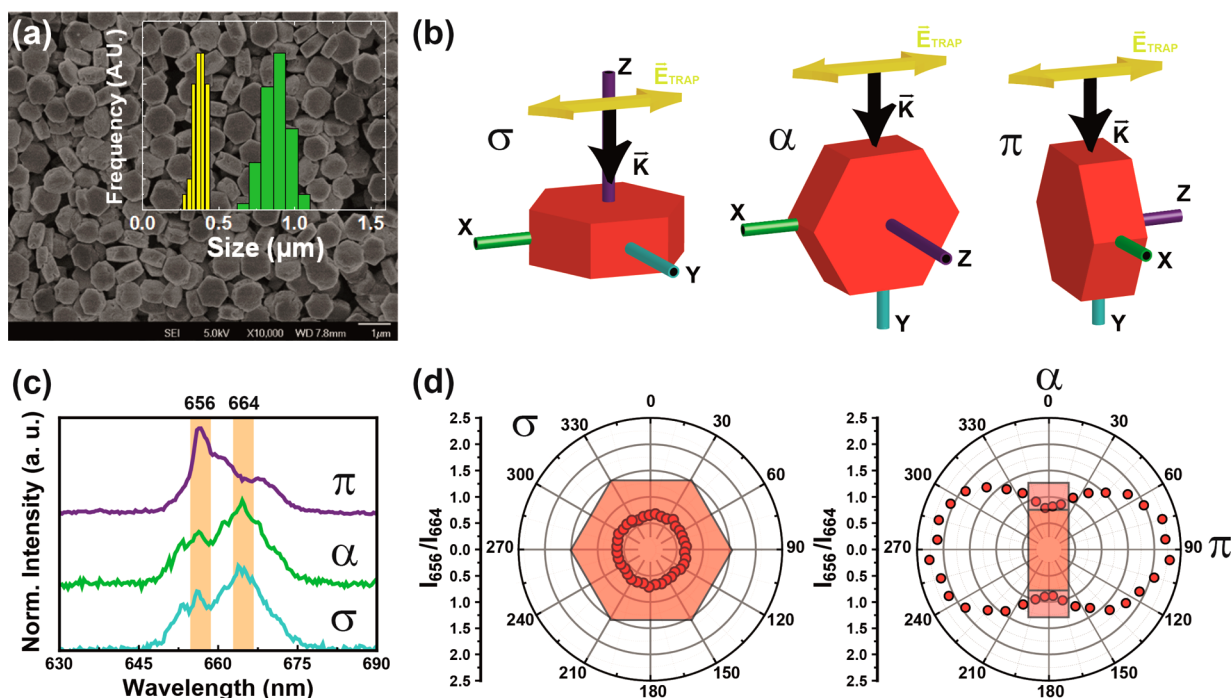 (a)
Frequency (A.U.)
0.0 0.5 1.0 1.5
Size (μm)
SEI 5.0kV X10,000 WD 7.8mm 1μm
(b)
σ
Z
E⃗TRAP
K⃗
X
Y
α
E⃗TRAP
K⃗
X
Z
Y
π
E⃗TRAP
K⃗
Z
X
Y
(c)
656 664
Norm. Intensity (a. u.)
π
α
σ
630 645 660 675 690
Wavelength (nm)
(d)
σ
I656/I664
2.5
2.0
1.5
1.0
0.5
0.0
0.5
1.0
1.5
2.0
2.5
0
30
60
90
120
150
180
210
240
270
300
330
α
π
I656/I664
2.5
2.0
1.5
1.0
0.5
0.0
0.5
1.0
1.5
2.0
2.5
0
30
60
90
120
150
180
210
240
270
300
330